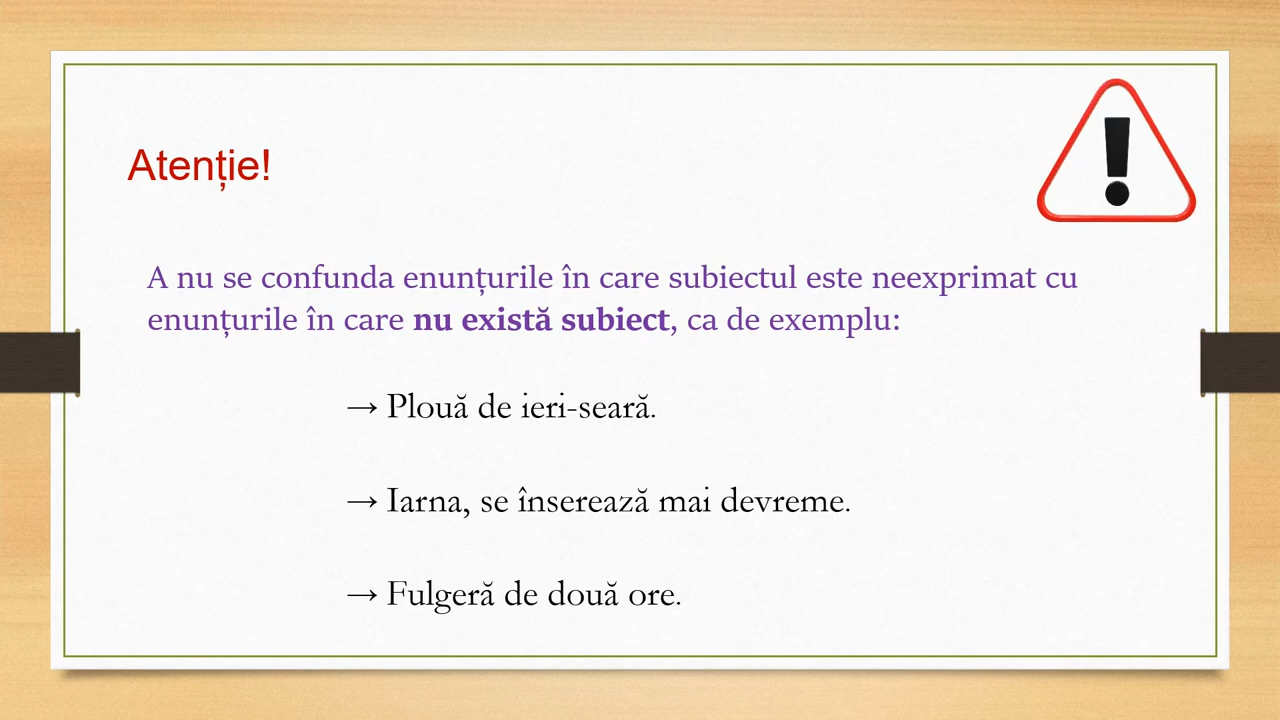 Atenție!
A nu se confunda enunțurile în care subiectul este neexprimat cu
enunțurile în care nu există subiect, ca de exemplu:
→ Plouă de ieri-seară.
→ Iarna, se înserează mai devreme.
→ Fulgeră de două ore.